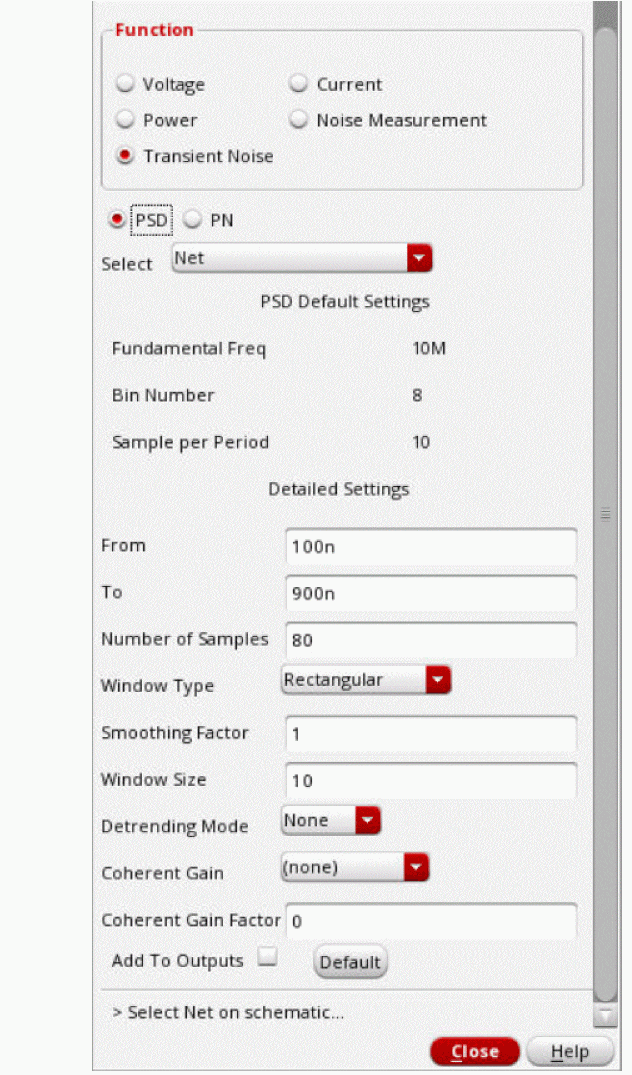 Function
Voltage Current
Power Noise Measurement
Transient Noise
PSD PN
Select Net
PSD Default Settings
Fundamental Freq 10M
Bin Number 8
Sample per Period 10
Detailed Settings
From 100n
To 900n
Number of Samples 80
Window Type Rectangular
Smoothing Factor 1
Window Size 10
Detrending Mode None
Coherent Gain (none)
Coherent Gain Factor 0
Add To Outputs Default
> Select Net on schematic...
Close Help